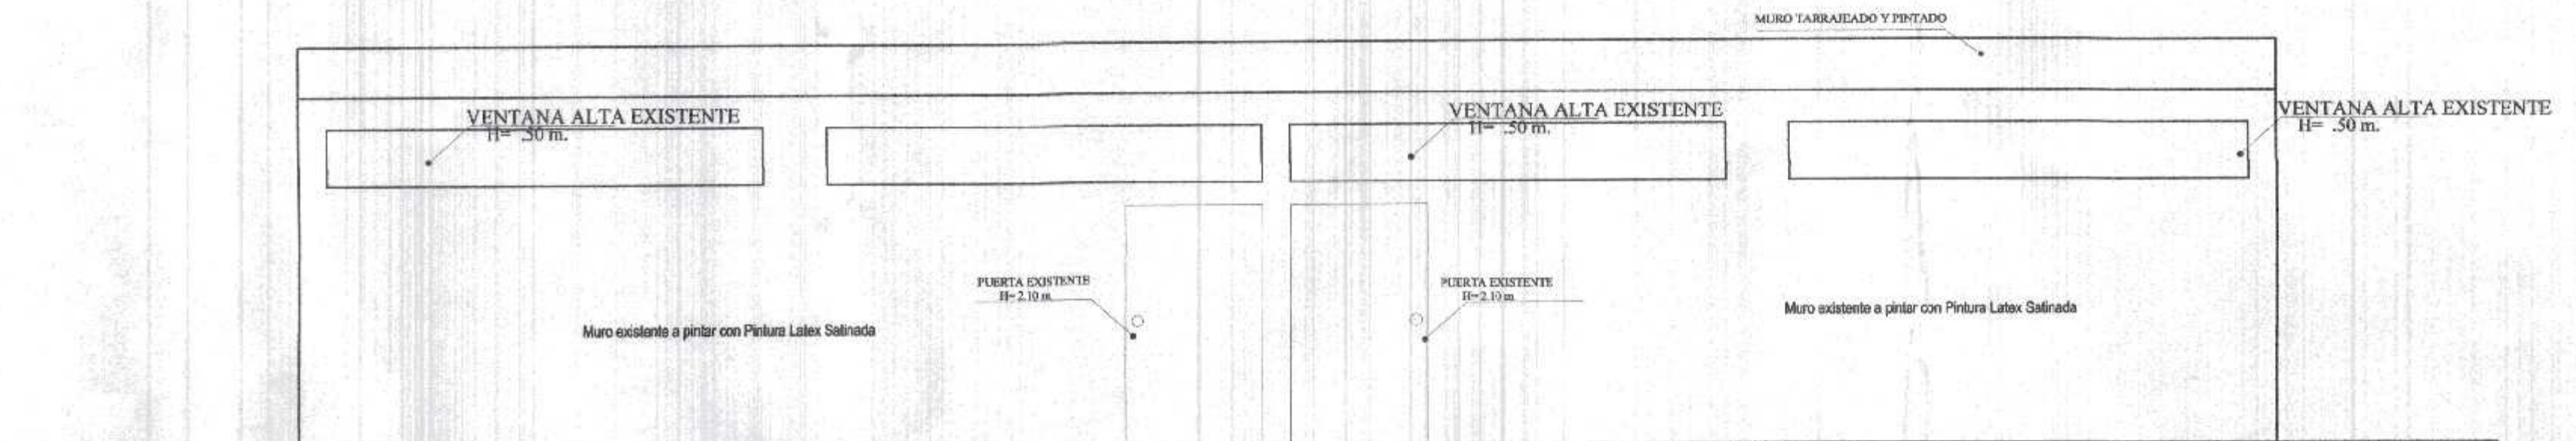 MURO TARRAJEADO Y PINTADO
VENTANA ALTA EXISTENTE
H= .50 m.
VENTANA ALTA EXISTENTE
H= .50 m.
VENTANA ALTA EXISTENTE
H= .50 m.
PUERTA EXISTENTE
H=2.10 m
PUERTA EXISTENTE
H=2.10 m
Muro existente a pintar con Pintura Latex Satinada
Muro existente a pintar con Pintura Latex Satinada